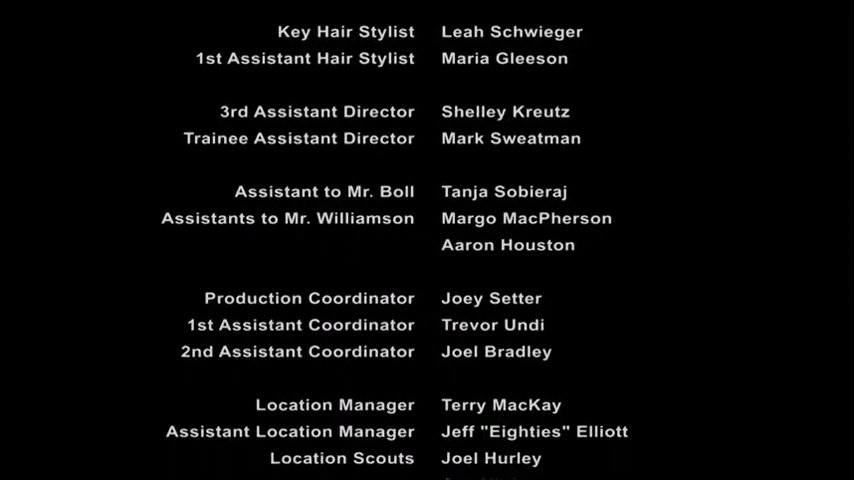 Key Hair Stylist Leah Schwieger
1st Assistant Hair Stylist Maria Gleeson
3rd Assistant Director Shelley Kreutz
Trainee Assistant Director Mark Sweatman
Assistant to Mr. Boll Tanja Sobieraj
Assistants to Mr. Williamson Margo MacPherson
Aaron Houston
Production Coordinator Joey Setter
1st Assistant Coordinator Trevor Undi
2nd Assistant Coordinator Joel Bradley
Location Manager Terry MacKay
Assistant Location Manager Jeff "Eighties" Elliott
Location Scouts Joel Hurley